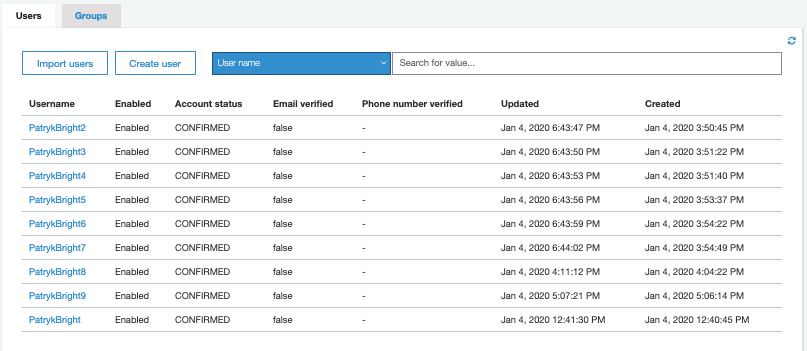 Users Groups
Import users Create user User name Search for value...
Username Enabled Account status Email verified Phone number verified Updated Created
PatrykBright2 Enabled CONFIRMED false - Jan 4, 2020 6:43:47 PM Jan 4, 2020 3:50:45 PM
PatrykBright3 Enabled CONFIRMED false - Jan 4, 2020 6:43:50 PM Jan 4, 2020 3:51:22 PM
PatrykBright4 Enabled CONFIRMED false - Jan 4, 2020 6:43:53 PM Jan 4, 2020 3:51:40 PM
PatrykBright5 Enabled CONFIRMED false - Jan 4, 2020 6:43:56 PM Jan 4, 2020 3:53:37 PM
PatrykBright6 Enabled CONFIRMED false - Jan 4, 2020 6:43:59 PM Jan 4, 2020 3:54:22 PM
PatrykBright7 Enabled CONFIRMED false - Jan 4, 2020 6:44:02 PM Jan 4, 2020 3:54:49 PM
PatrykBright8 Enabled CONFIRMED false - Jan 4, 2020 4:11:12 PM Jan 4, 2020 4:04:22 PM
PatrykBright9 Enabled CONFIRMED false - Jan 4, 2020 5:07:21 PM Jan 4, 2020 5:06:14 PM
PatrykBright Enabled CONFIRMED false - Jan 4, 2020 12:41:30 PM Jan 4, 2020 12:40:45 PM